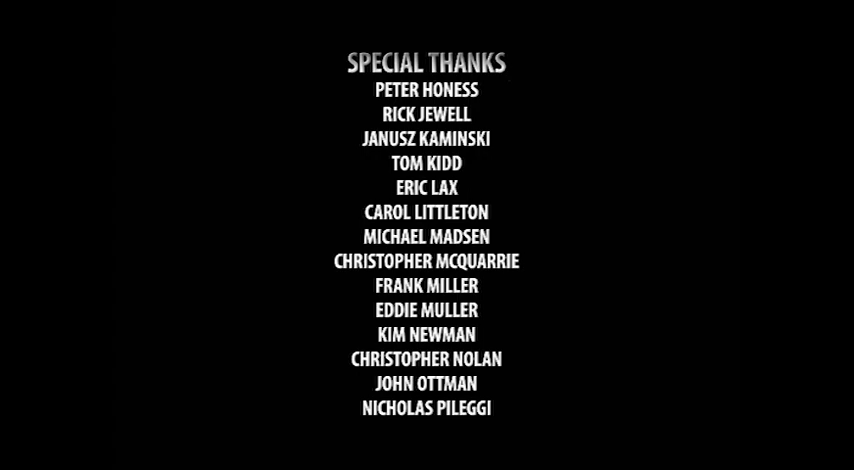 SPECIAL THANKS
PETER HONESS
RICK JEWELL
JANUSZ KAMINSKI
TOM KIDD
ERIC LAX
CAROL LITTLETON
MICHAEL MADSEN
CHRISTOPHER MCQUARRIE
FRANK MILLER
EDDIE MULLER
KIM NEWMAN
CHRISTOPHER NOLAN
JOHN OTTMAN
NICHOLAS PILEGGI